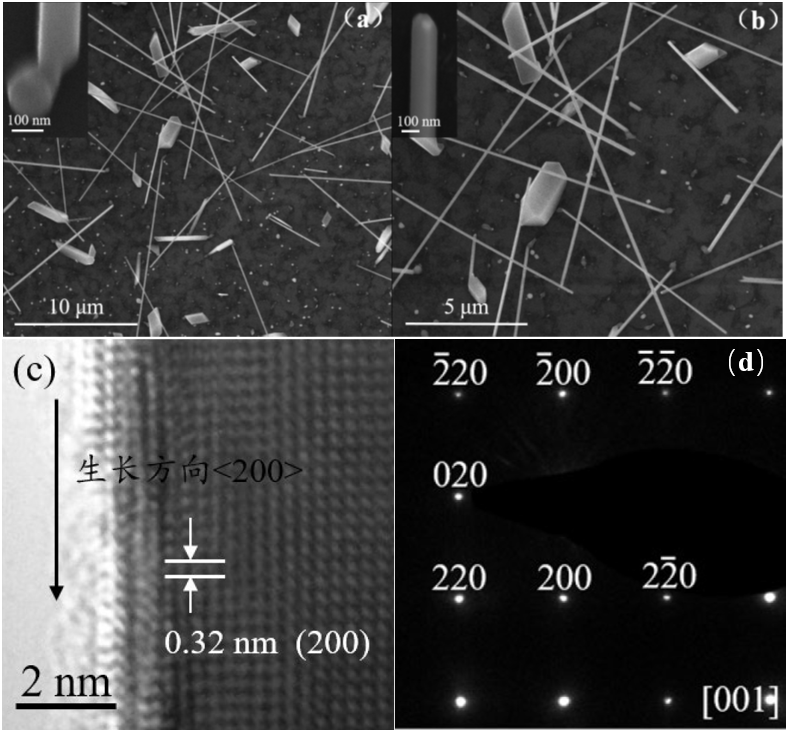 （a）
100 nm
10 μm
（b）
100 nm
5 μm
(c)
生长方向<200>
0.32 nm (200)
2 nm
(d)
2̅20 2̅00 2̅2̅0
020
220 200 22̅0
[001]